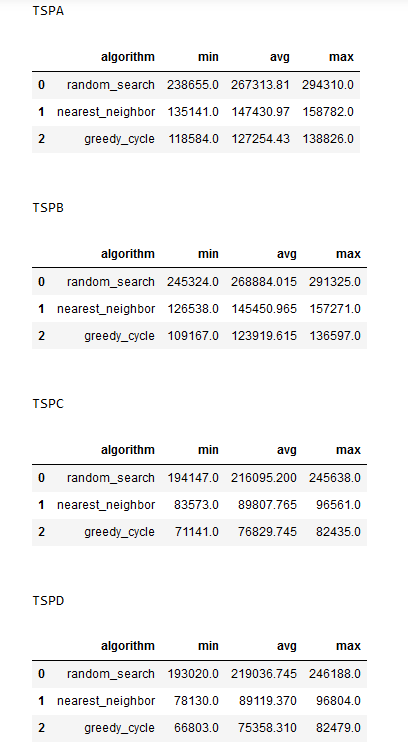 TSPA
algorithm min avg max
0 random_search 238655.0 267313.81 294310.0
1 nearest_neighbor 135141.0 147430.97 158782.0
2 greedy_cycle 118584.0 127254.43 138826.0
TSPB
algorithm min avg max
0 random_search 245324.0 268884.015 291325.0
1 nearest_neighbor 126538.0 145450.965 157271.0
2 greedy_cycle 109167.0 123919.615 136597.0
TSPC
algorithm min avg max
0 random_search 194147.0 216095.200 245638.0
1 nearest_neighbor 83573.0 89807.765 96561.0
2 greedy_cycle 71141.0 76829.745 82435.0
TSPD
algorithm min avg max
0 random_search 193020.0 219036.745 246188.0
1 nearest_neighbor 78130.0 89119.370 96804.0
2 greedy_cycle 66803.0 75358.310 82479.0